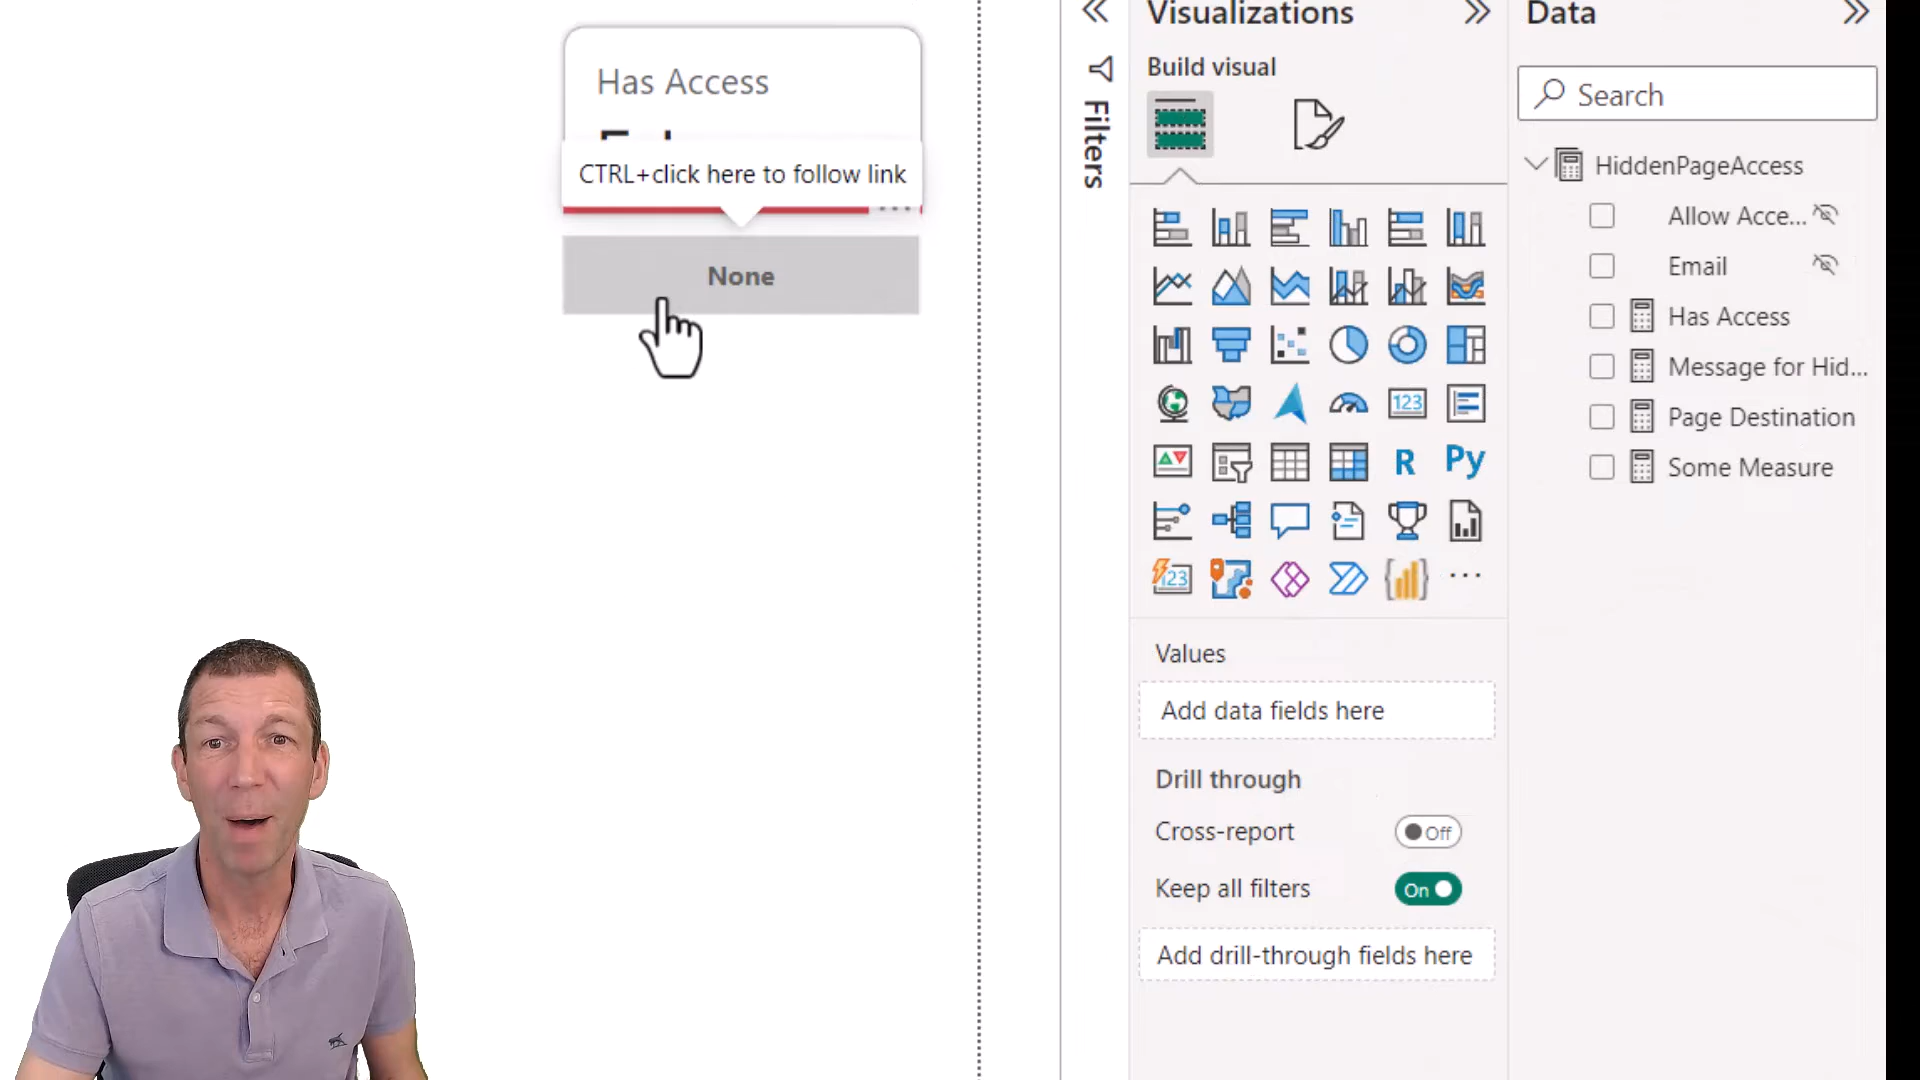 Has Access
CTRL+click here to follow link
None
Filters
Visualizations
Build visual
123
R
Py
123
Values
Add data fields here
Drill through
Cross-report
Off
Keep all filters
On
Add drill-through fields here
Data
Search
HiddenPageAccess
Allow Acce...
Email
Has Access
Message for Hid...
Page Destination
Some Measure